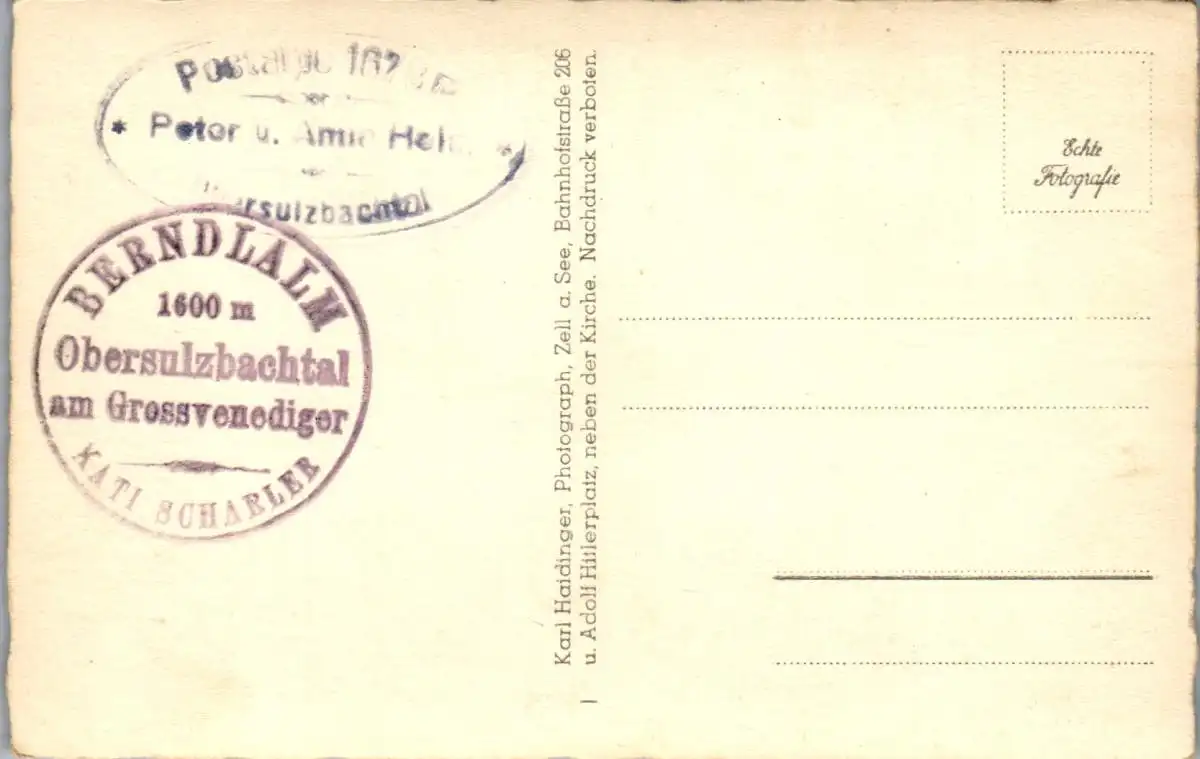 Peter u.
BERNDLALM
1600 m
Obersulzbachtal
am Grossvenediger
KATI SCHARLER
Karl Haidinger, Photograph, Zell a. See, Bahnhofstraße 206
u. Adolf Hitlerplatz, neben der Kirche. Nachdruck verboten.
Echte
Fotografie